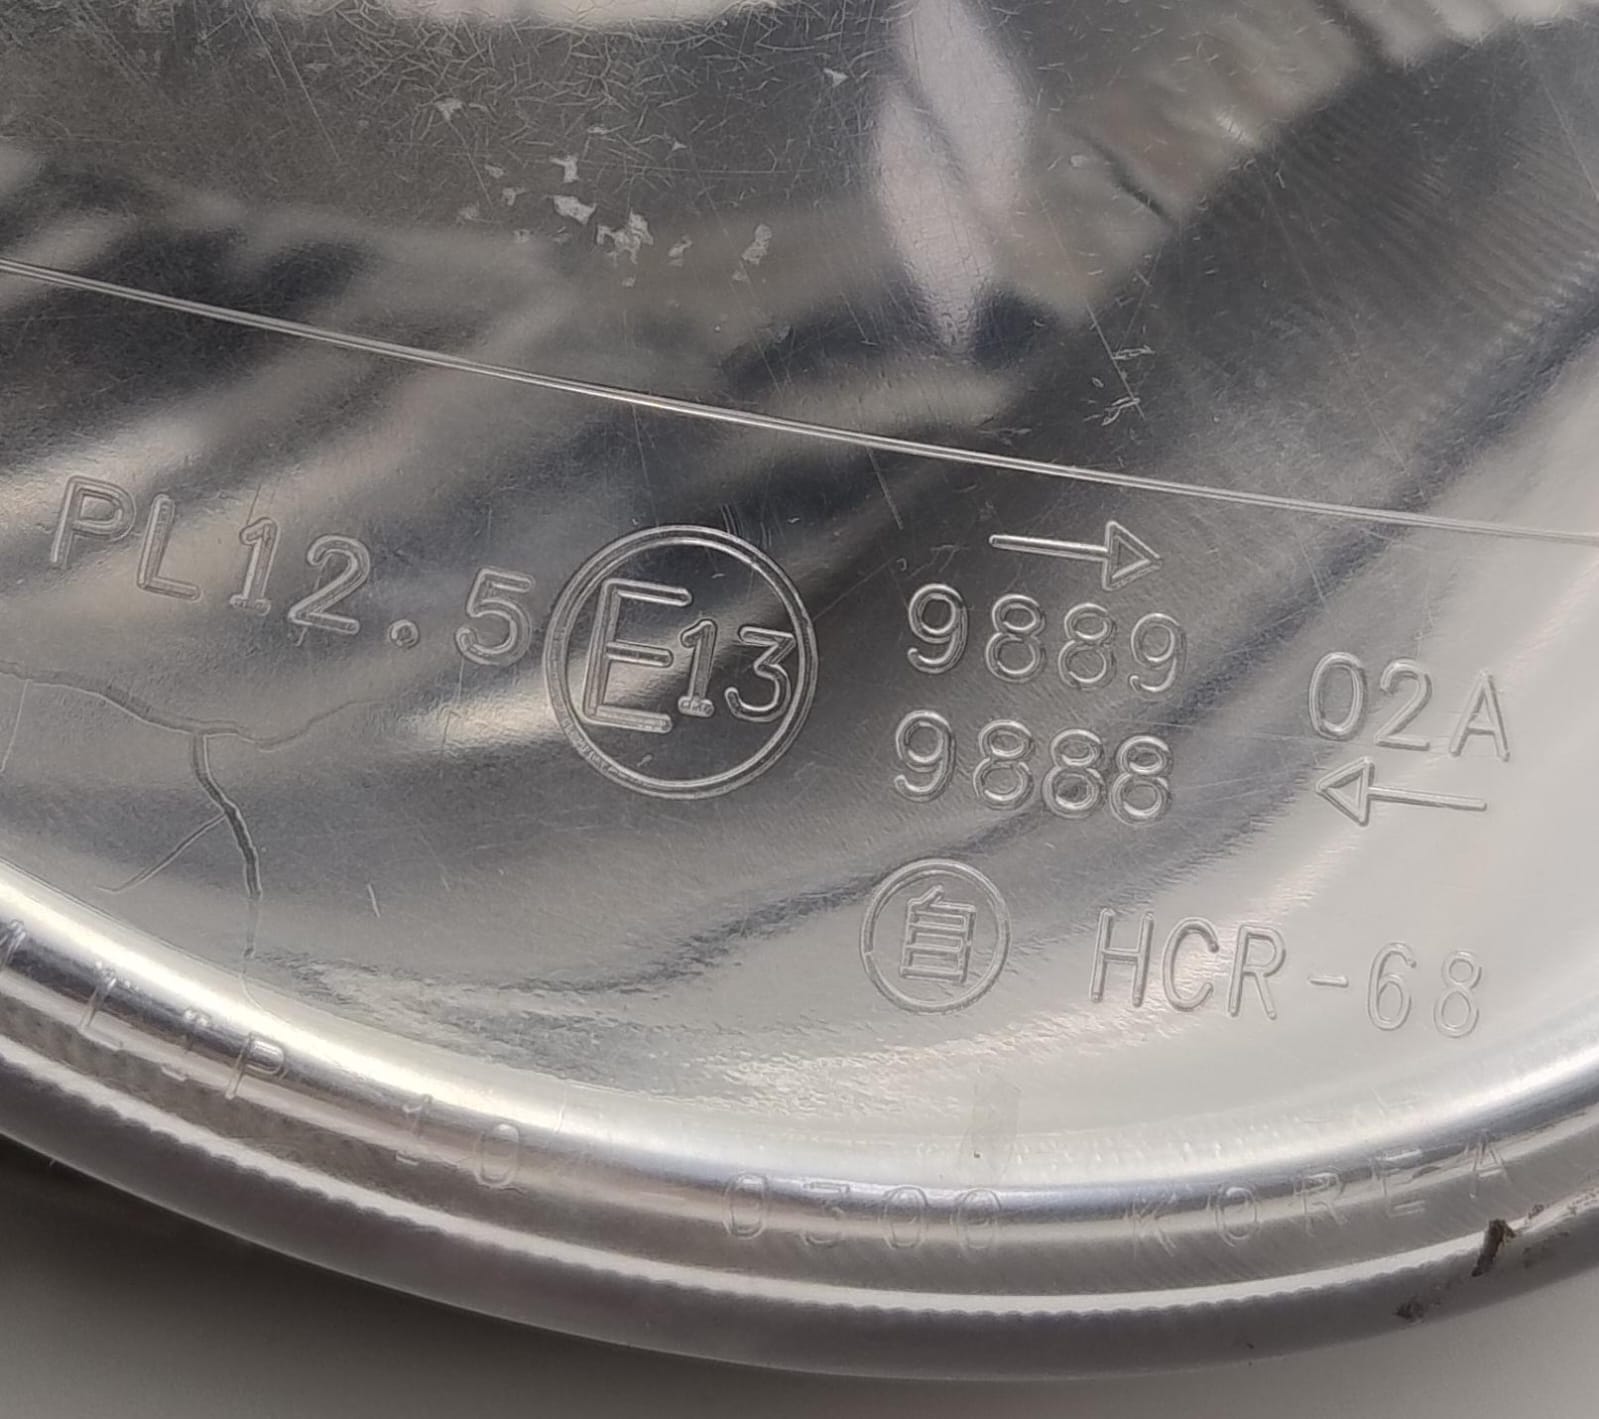 PL12.5 E13 →
9889
9888 02A
←
自 HCR-68
0300 KOREA